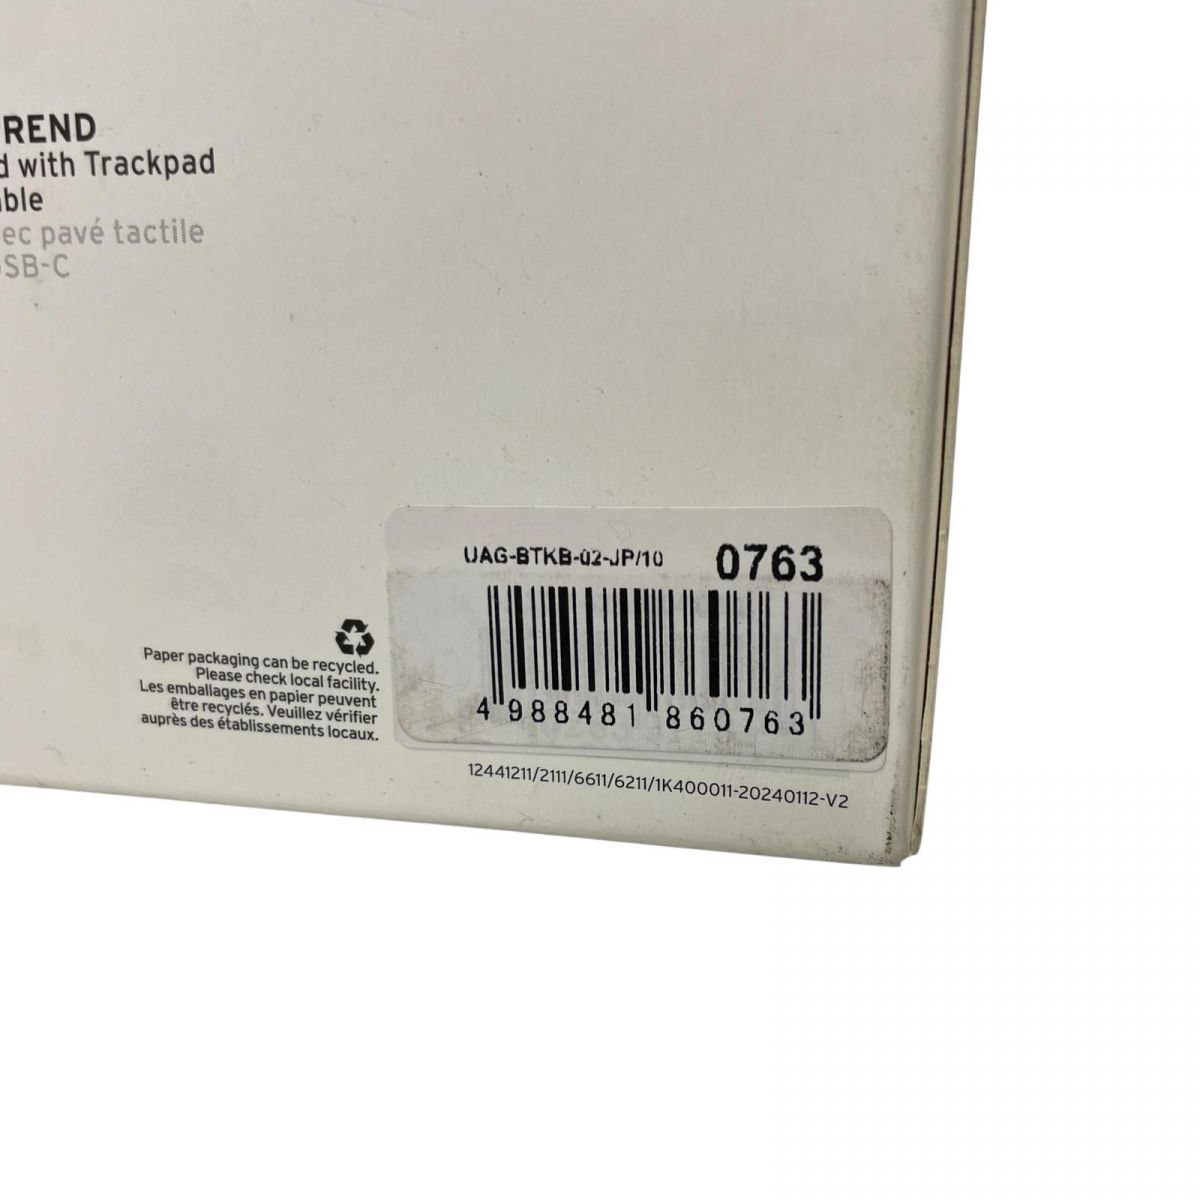 REND
with Trackpad
ec pavé tactile
SB-C
UAG-BTKB-02-JP/10 0763
4 988481 860763
Paper packaging can be recycled.
Please check local facility.
Les emballages en papier peuvent
être recyclés. Veuillez vérifier
auprès des établissements locaux.
12441211/2111/6611/6211/1K400011-20240112-V2